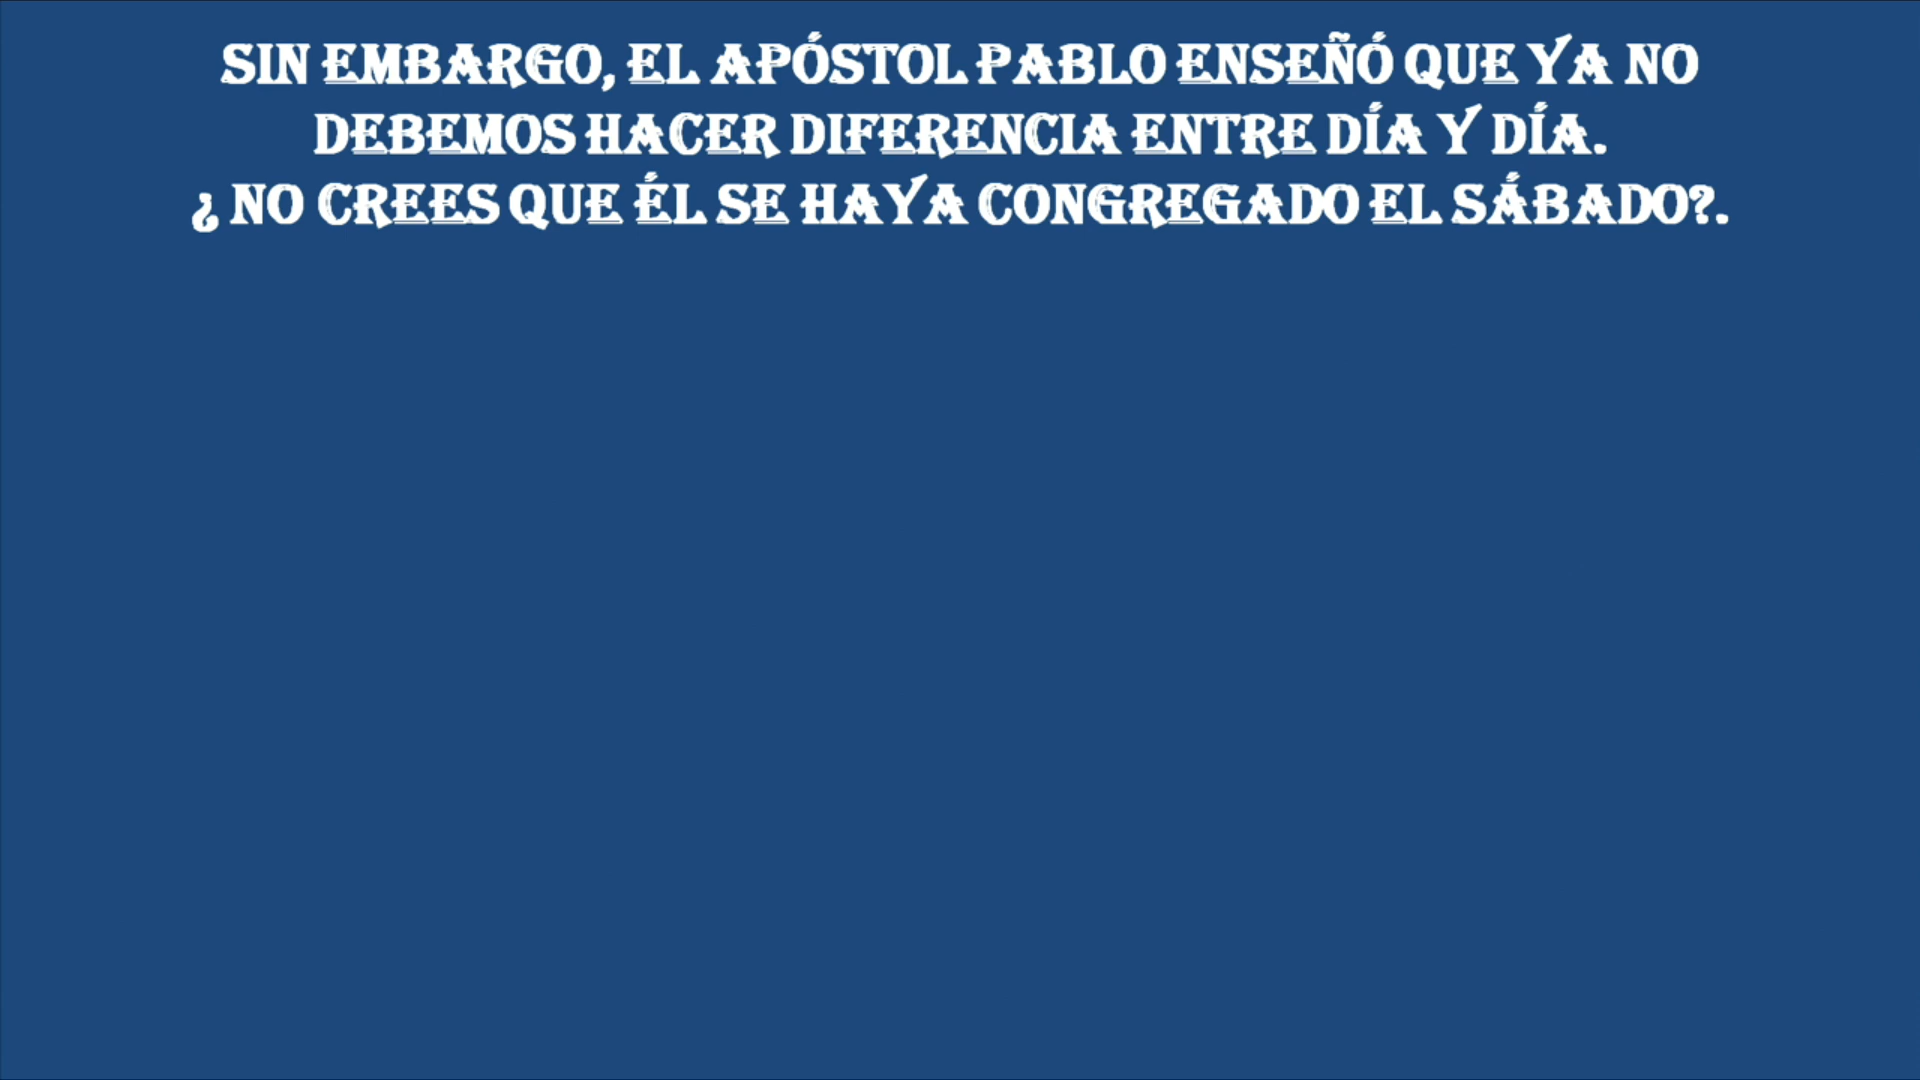 SIN EMBARGO, EL APÓSTOL PABLO ENSEÑÓ QUE YA NO
DEBEMOS HACER DIFERENCIA ENTRE DÍA Y DÍA.
¿ NO CREES QUE ÉL SE HAYA CONGREGADO EL SÁBADO?.